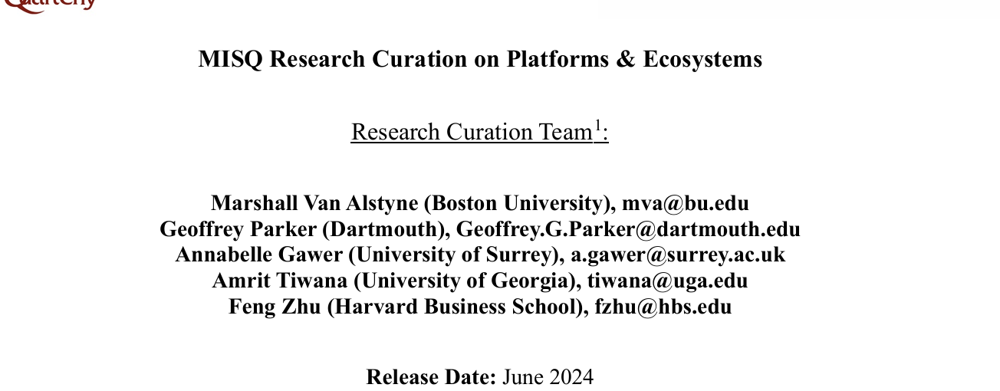 Quarterly
MISQ Research Curation on Platforms & Ecosystems
Research Curation Team1:
Marshall Van Alstyne (Boston University), mva@bu.edu
Geoffrey Parker (Dartmouth), Geoffrey.G.Parker@dartmouth.edu
Annabelle Gawer (University of Surrey), a.gawer@surrey.ac.uk
Amrit Tiwana (University of Georgia), tiwana@uga.edu
Feng Zhu (Harvard Business School), fzhu@hbs.edu
Release Date: June 2024